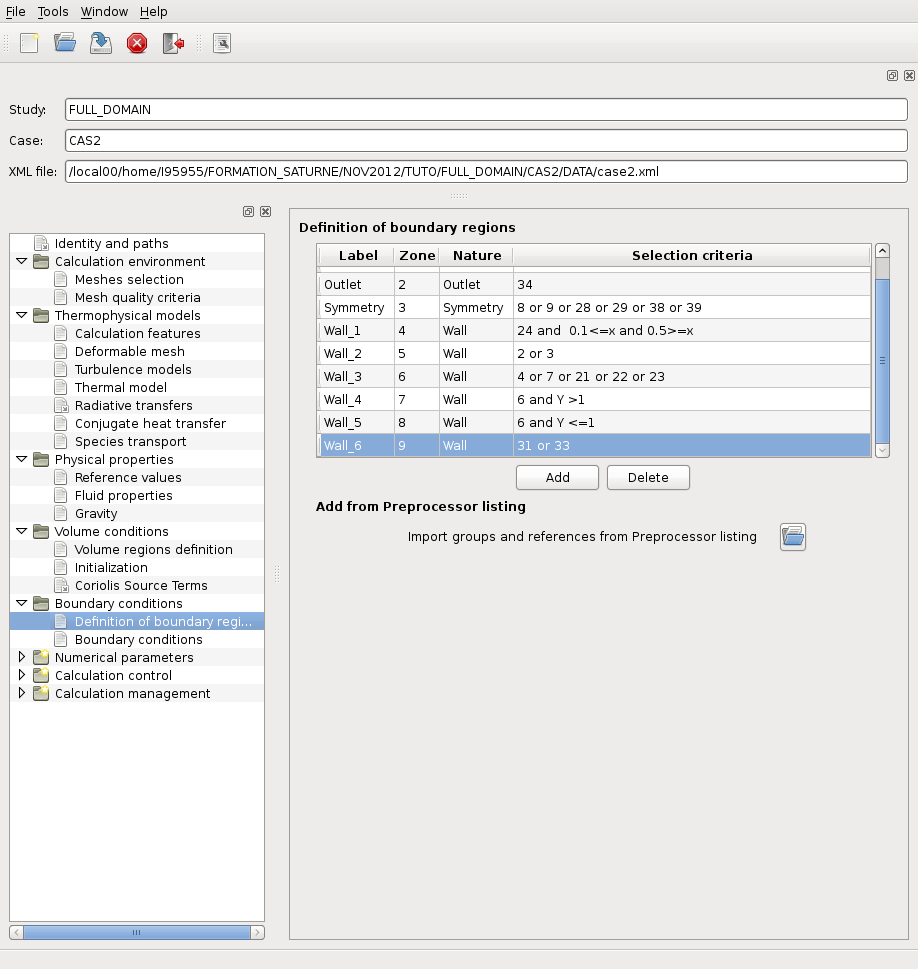 File Tools Window Help
Study: FULL_DOMAIN
Case: CAS2
XML file: /local00/home/I95955/FORMATION_SATURNE/NOV2012/TUTO/FULL_DOMAIN/CAS2/DATA/case2.xml
Identity and paths
Calculation environment
Meshes selection
Mesh quality criteria
Thermophysical models
Calculation features
Deformable mesh
Turbulence models
Thermal model
Radiative transfers
Conjugate heat transfer
Species transport
Physical properties
Reference values
Fluid properties
Gravity
Volume conditions
Volume regions definition
Initialization
Coriolis Source Terms
Boundary conditions
Definition of boundary regi...
Boundary conditions
Numerical parameters
Calculation control
Calculation management
Definition of boundary regions
Label Zone Nature Selection criteria
Outlet 2 Outlet 34
Symmetry 3 Symmetry 8 or 9 or 28 or 29 or 38 or 39
Wall_1 4 Wall 24 and  0.1<=x and 0.5>=x
Wall_2 5 Wall 2 or 3
Wall_3 6 Wall 4 or 7 or 21 or 22 or 23
Wall_4 7 Wall 6 and Y >1
Wall_5 8 Wall 6 and Y <=1
Wall_6 9 Wall 31 or 33
Add Delete
Add from Preprocessor listing
Import groups and references from Preprocessor listing